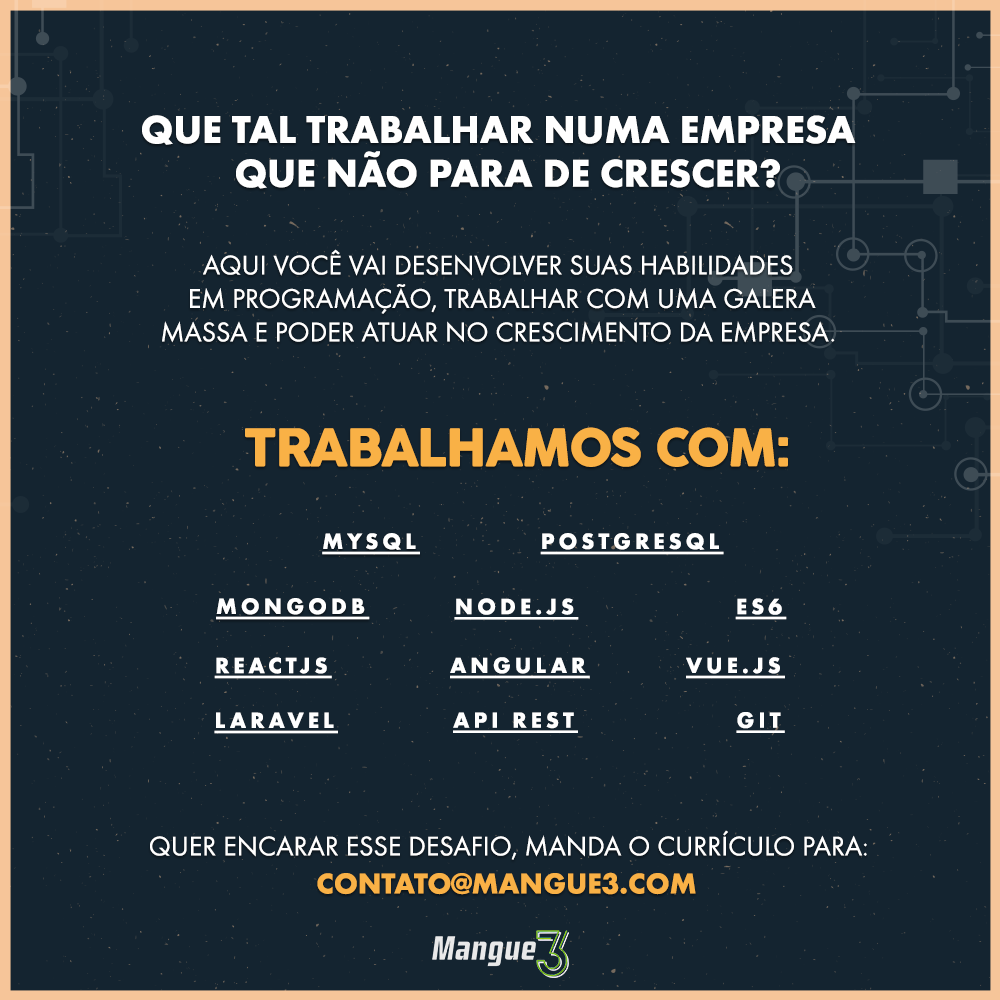 QUE TAL TRABALHAR NUMA EMPRESA
QUE NÃO PARA DE CRESCER?
AQUI VOCÊ VAI DESENVOLVER SUAS HABILIDADES
EM PROGRAMAÇÃO, TRABALHAR COM UMA GALERA
MASSA E PODER ATUAR NO CRESCIMENTO DA EMPRESA.
TRABALHAMOS COM:
MYSQL POSTGRESQL
MONGODB NODE.JS ES6
REACTJS ANGULAR VUE.JS
LARAVEL API REST GIT
QUER ENCARAR ESSE DESAFIO, MANDA O CURRÍCULO PARA:
CONTATO@MANGUE3.COM
Mangue3